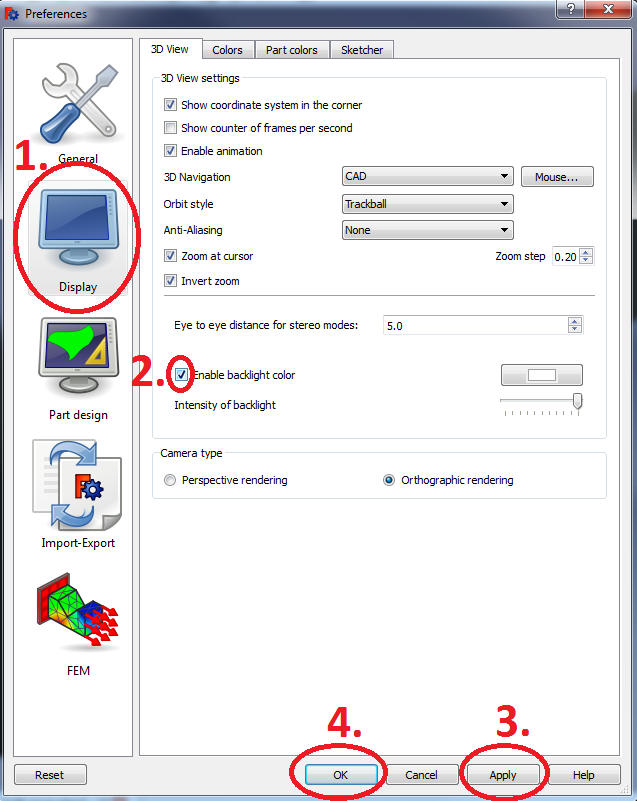 Preferences
?
3D View Colors Part colors Sketcher
3D View settings
Show coordinate system in the corner
Show counter of frames per second
Enable animation
3D Navigation CAD Mouse...
Orbit style Trackball
Anti-Aliasing None
Zoom at cursor Zoom step 0.20
Invert zoom
Eye to eye distance for stereo modes: 5.0
2. Enable backlight color
Intensity of backlight
Camera type
Perspective rendering Orthographic rendering
General
1.
Display
Part design
Import-Export
FEM
4. 3.
Reset OK Cancel Apply Help